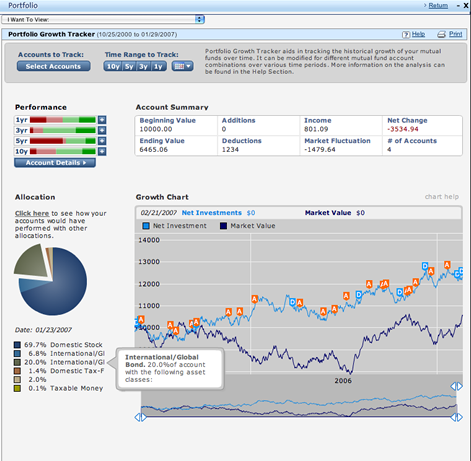 Portfolio
Return
X
I Want To View:
Portfolio Growth Tracker (10/25/2000 to 01/29/2007)
Help
Print
Accounts to Track:
Select Accounts
Time Range to Track:
10y 5y 3y 1y
Portfolio Growth Tracker aids in tracking the historical growth of your mutual
funds over time. It can be modified for different mutual fund account
combinations over various time periods. More information on the analysis can
be found in the Help Section.
Performance
1yr
3yr
5yr
10yr
Account Details
Account Summary
Beginning Value Additions Income Net Change
10000.00 0 801.09 -3534.94
Ending Value Deductions Market Fluctuation # of Accounts
6465.06 1234 -1479.64 4
Allocation
Click here to see how your
accounts would have
performed with other
allocations.
Date: 01/23/2007
69.7% Domestic Stock
6.8% International/Gl
20.0% International/Gl
1.4% Domestic Tax-F
2.0%
0.1% Taxable Money
International/Global
Bond. 20.0%of account
with the following asset
classes:
Growth Chart
chart help
02/21/2007 Net Investments $0 Market Value $0
Net Investment Market Value
14000
13000
12000
11000
10000
9000
8000
2006